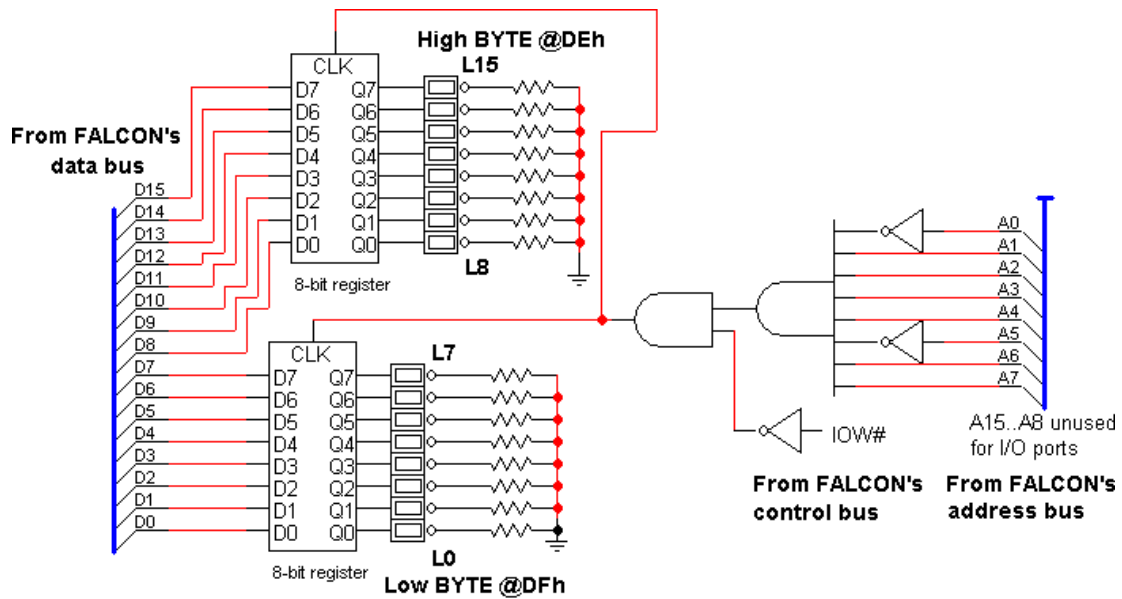 High BYTE @DEh
L15
From FALCON's
data bus
CLK
D7 Q7
D6 Q6
D5 Q5
D4 Q4
D3 Q3
D2 Q2
D1 Q1
D0 Q0
8-bit register
L8
D15
D14
D13
D12
D11
D10
D9
D8
D7
D6
D5
D4
D3
D2
D1
D0
CLK
D7 Q7
D6 Q6
D5 Q5
D4 Q4
D3 Q3
D2 Q2
D1 Q1
D0 Q0
8-bit register
L7
L0
Low BYTE @DFh
A0
A1
A2
A3
A4
A5
A6
A7
IOW#
A15..A8 unused
for I/O ports
From FALCON's
control bus
From FALCON's
address bus